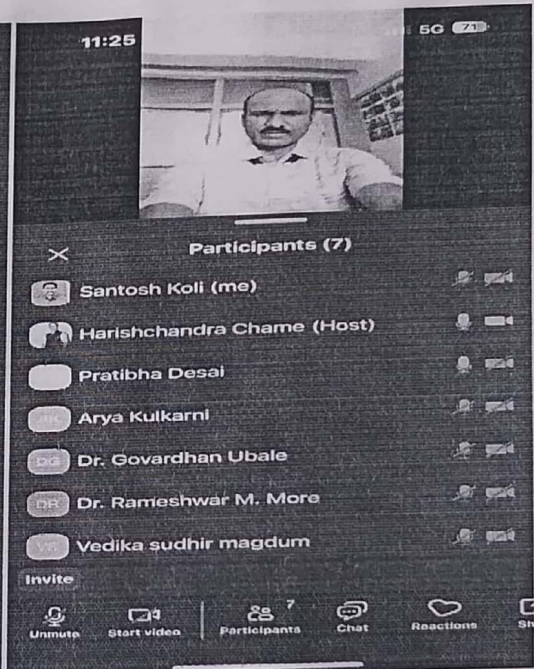 11:25
5G 71
Participants (7)
Santosh Koli (me)
Harishchandra Chame (Host)
Pratibha Desai
Arya Kulkarni
DG Dr. Govardhan Ubale
DR Dr. Rameshwar M. More
Vedika sudhir magdum
Invite
7
Unmute Start video Participants Chat Reactions Sh